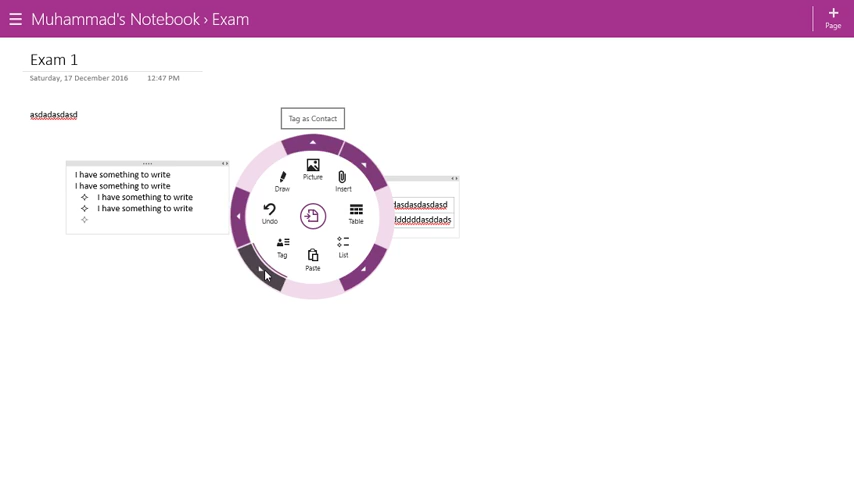 Muhammad's Notebook › Exam
Page
Exam 1
Saturday, 17 December 2016 12:47 PM
asdadasdasd
Tag as Contact
I have something to write
I have something to write
I have something to write
I have something to write
Picture
Draw
Insert
Undo
Table
Tag
List
Paste
dasdasdasdasd
ldddddasddads